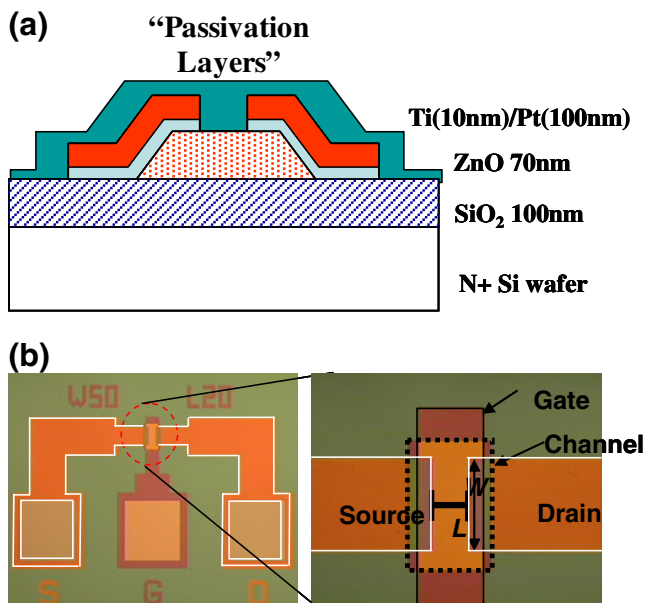 (a)
“Passivation
Layers”
Ti(10nm)/Pt(100nm)
ZnO 70nm
SiO₂ 100nm
N+ Si wafer
(b)
W50 L20
S G D
Gate
Channel
W
Source
L
Drain